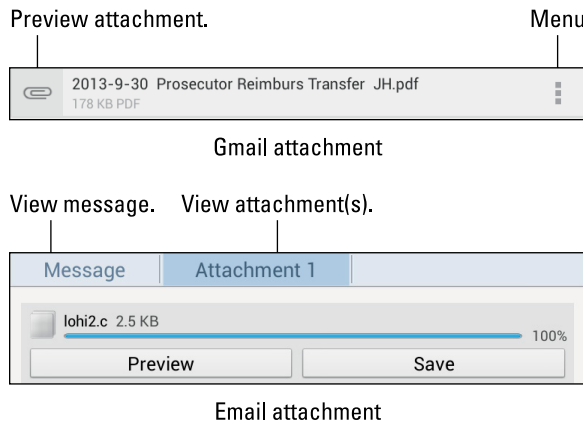 Preview attachment. Menu
2013-9-30 Prosecutor Reimburs Transfer JH.pdf
178 KB PDF
Gmail attachment
View message. View attachment(s).
Message Attachment 1
lohi2.c 2.5 KB
100%
Preview Save
Email attachment